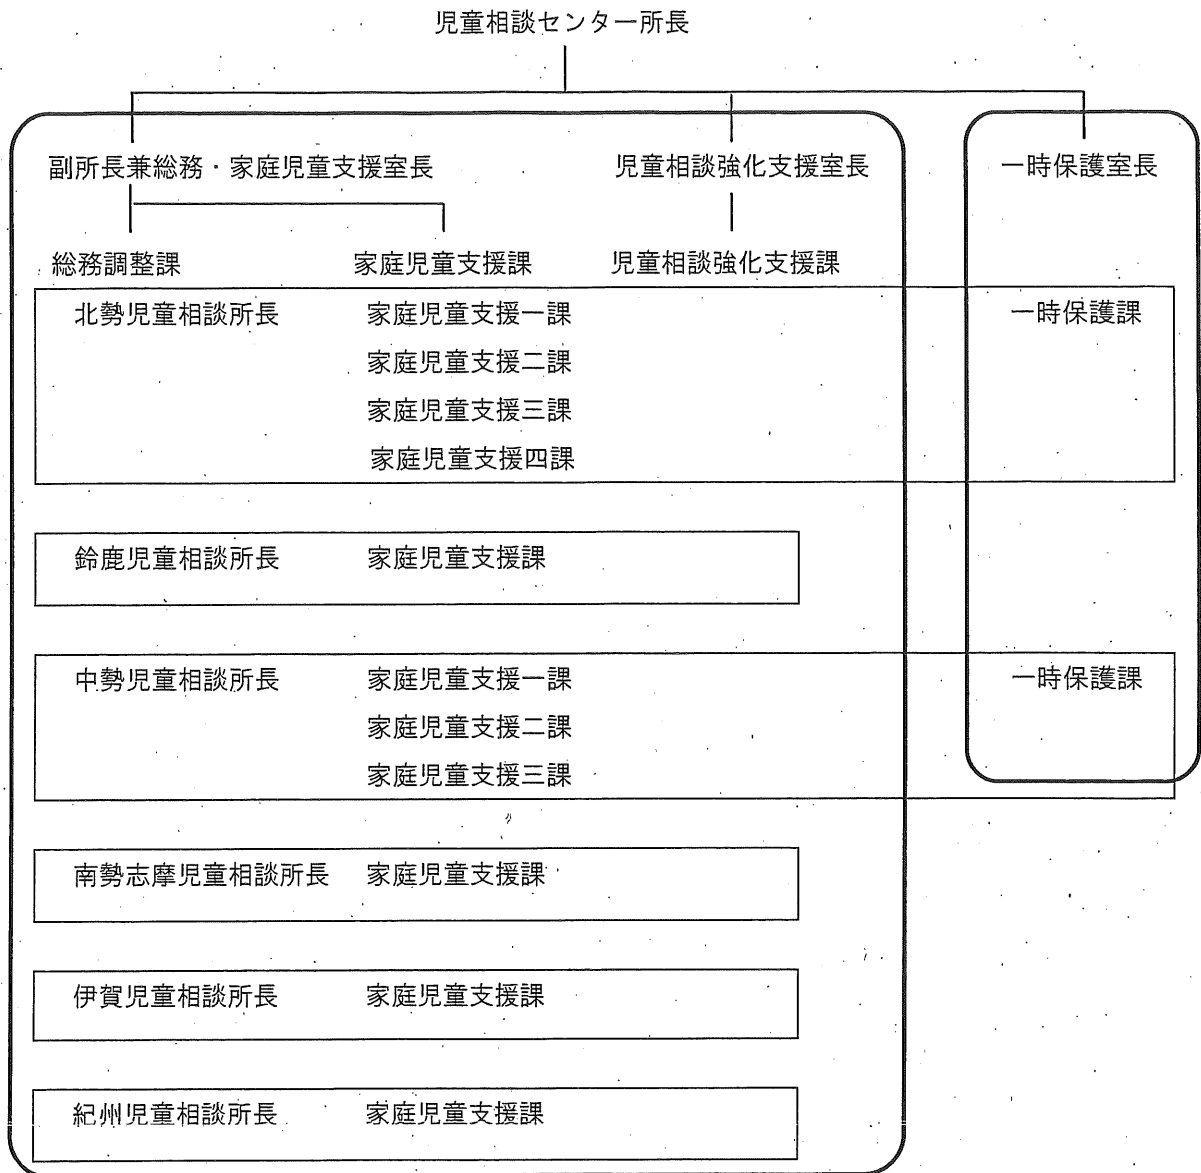 児童相談センター所長
副所長兼総務・家庭児童支援室長 児童相談強化支援室長 一時保護室長
総務調整課 家庭児童支援課 児童相談強化支援課
北勢児童相談所長 家庭児童支援一課 一時保護課
家庭児童支援二課
家庭児童支援三課
家庭児童支援四課
鈴鹿児童相談所長 家庭児童支援課
中勢児童相談所長 家庭児童支援一課 一時保護課
家庭児童支援二課
家庭児童支援三課
南勢志摩児童相談所長 家庭児童支援課
伊賀児童相談所長 家庭児童支援課
紀州児童相談所長 家庭児童支援課